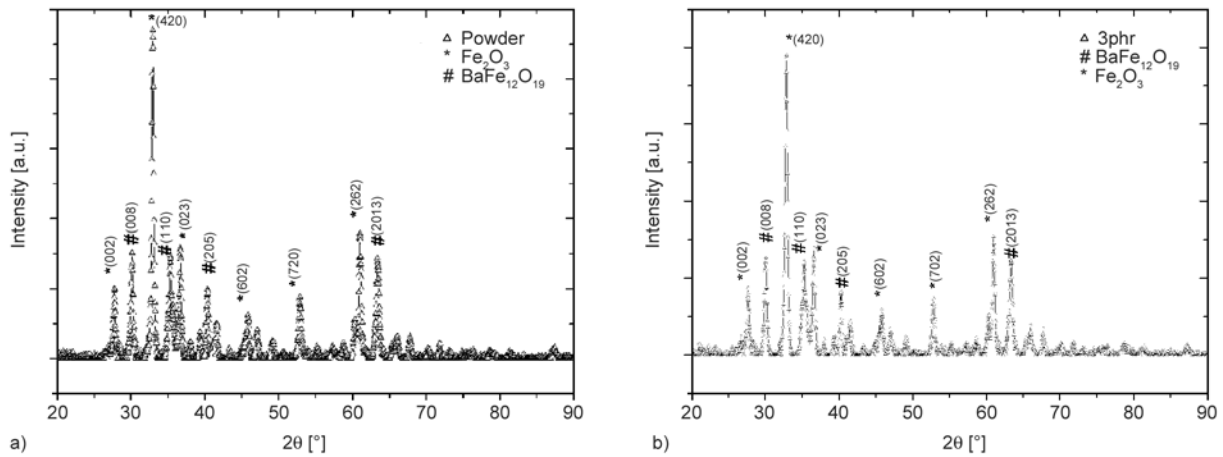 *(420)
△ Powder
* Fe₂O₃
# BaFe₁₂O₁₉
*(002)
#(008)
#(110)
*(023)
#(205)
*(602)
*(720)
*(262)
#(2013)
Intensity [a.u.]
20 30 40 50 60 70 80 90
2θ [°]
a)
*(420)
△ 3phr
# BaFe₁₂O₁₉
* Fe₂O₃
*(002)
#(008)
#(110)
*(023)
#(205)
*(602)
*(702)
*(262)
#(2013)
Intensity [a.u.]
20 30 40 50 60 70 80 90
2θ [°]
b)